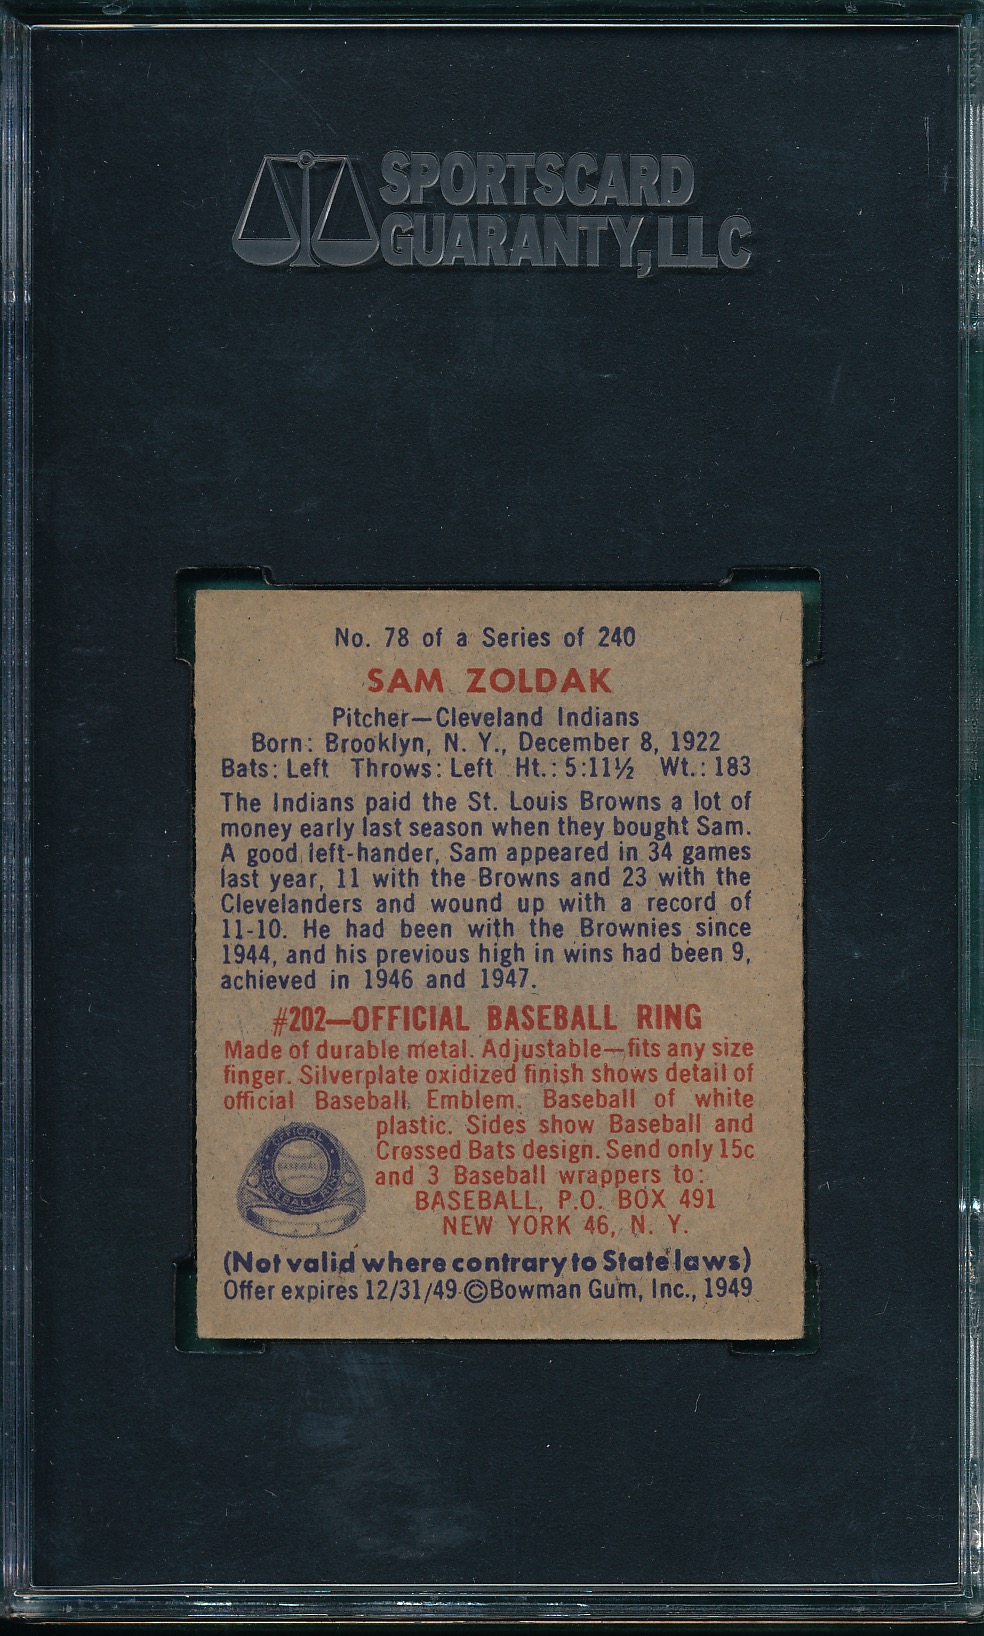 SPORTSCARD
GUARANTY, LLC
No. 78 of a Series of 240
SAM ZOLDAK
Pitcher—Cleveland Indians
Born: Brooklyn, N. Y., December 8, 1922
Bats: Left Throws: Left Ht.: 5:11½ Wt.: 183
The Indians paid the St. Louis Browns a lot of
money early last season when they bought Sam.
A good left-hander, Sam appeared in 34 games
last year, 11 with the Browns and 23 with the
Clevelanders and wound up with a record of
11-10. He had been with the Brownies since
1944, and his previous high in wins had been 9,
achieved in 1946 and 1947.
#202—OFFICIAL BASEBALL RING
Made of durable metal. Adjustable—fits any size
finger. Silverplate oxidized finish shows detail of
official Baseball Emblem. Baseball of white
plastic. Sides show Baseball and
Crossed Bats design. Send only 15c
and 3 Baseball wrappers to:
BASEBALL, P.O. BOX 491
NEW YORK 46, N. Y.
OFFICIAL
BASEBALL
BASEBALL RING
(Not valid where contrary to State laws)
Offer expires 12/31/49 ©Bowman Gum, Inc., 1949